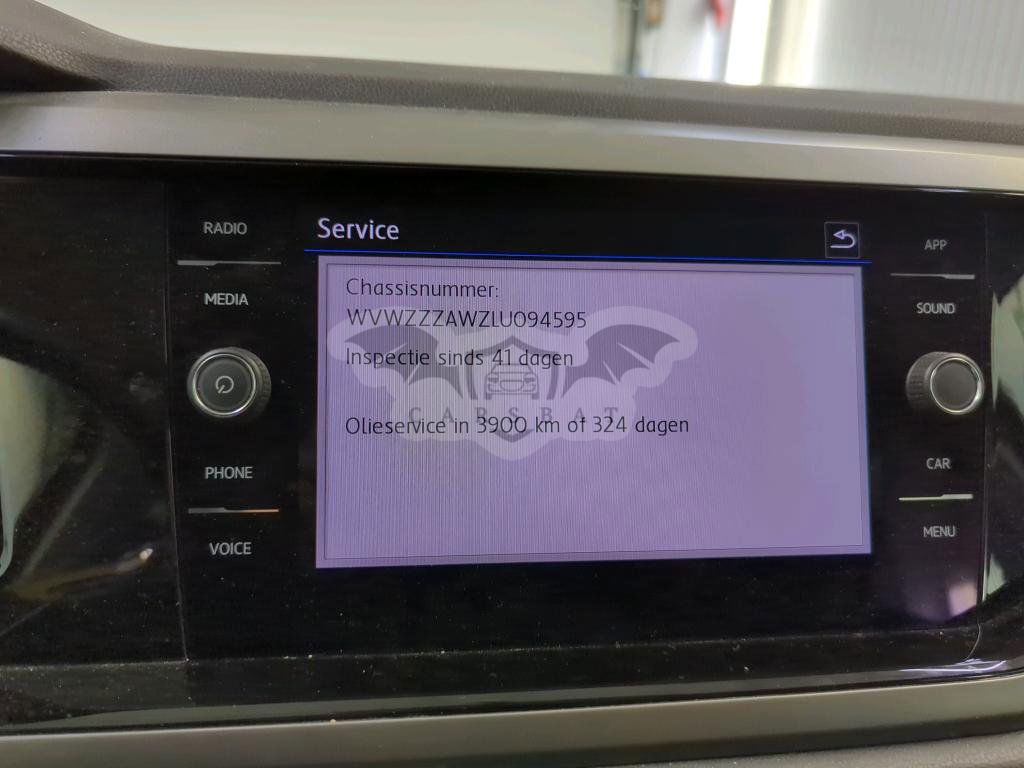 RADIO
MEDIA
PHONE
VOICE
Service
Chassisnummer:
WVWZZZAWZLU094595
Inspectie sinds 41 dagen
CARSBAT
Olieservice in 3900 km of 324 dagen
APP
SOUND
CAR
MENU